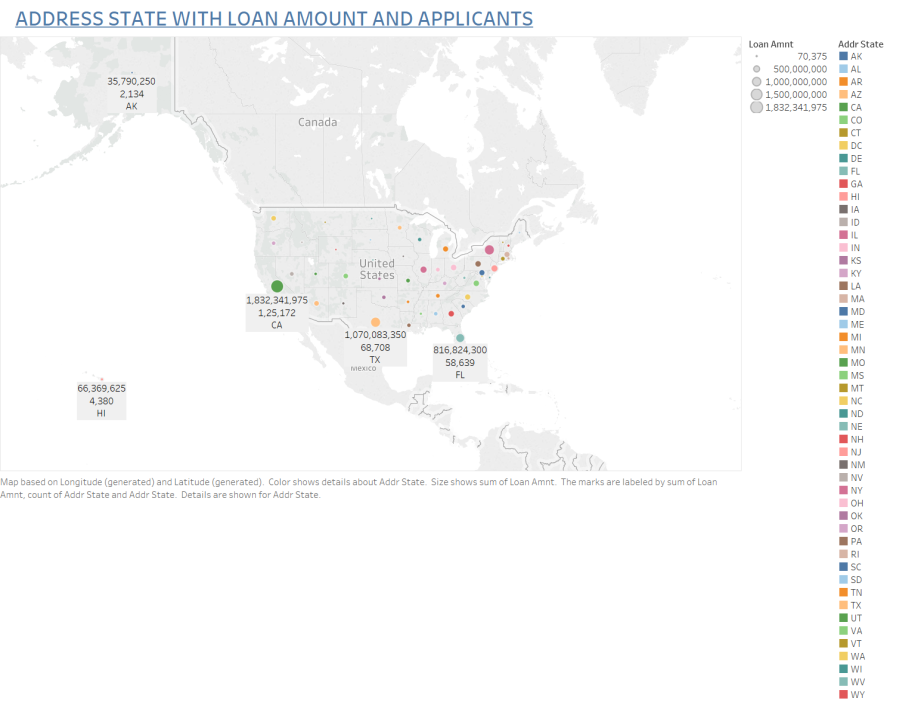 ADDRESS STATE WITH LOAN AMOUNT AND APPLICANTS
35,790,250
2,134
AK
Canada
United
States
1,832,341,975
1,25,172
CA
1,070,083,350
68,708
TX
Mexico
816,824,300
58,639
FL
66,369,625
4,380
HI
Loan Amnt
70,375
500,000,000
1,000,000,000
1,500,000,000
1,832,341,975
Addr State
AK
AL
AR
AZ
CA
CO
CT
DC
DE
FL
GA
HI
IA
ID
IL
IN
KS
KY
LA
MA
MD
ME
MI
MN
MO
MS
MT
NC
ND
NE
NH
NJ
NM
NV
NY
OH
OK
OR
PA
RI
SC
SD
TN
TX
UT
VA
VT
WA
WI
WV
WY
Map based on Longitude (generated) and Latitude (generated). Color shows details about Addr State. Size shows sum of Loan Amnt. The marks are labeled by sum of Loan
Amnt, count of Addr State and Addr State. Details are shown for Addr State.